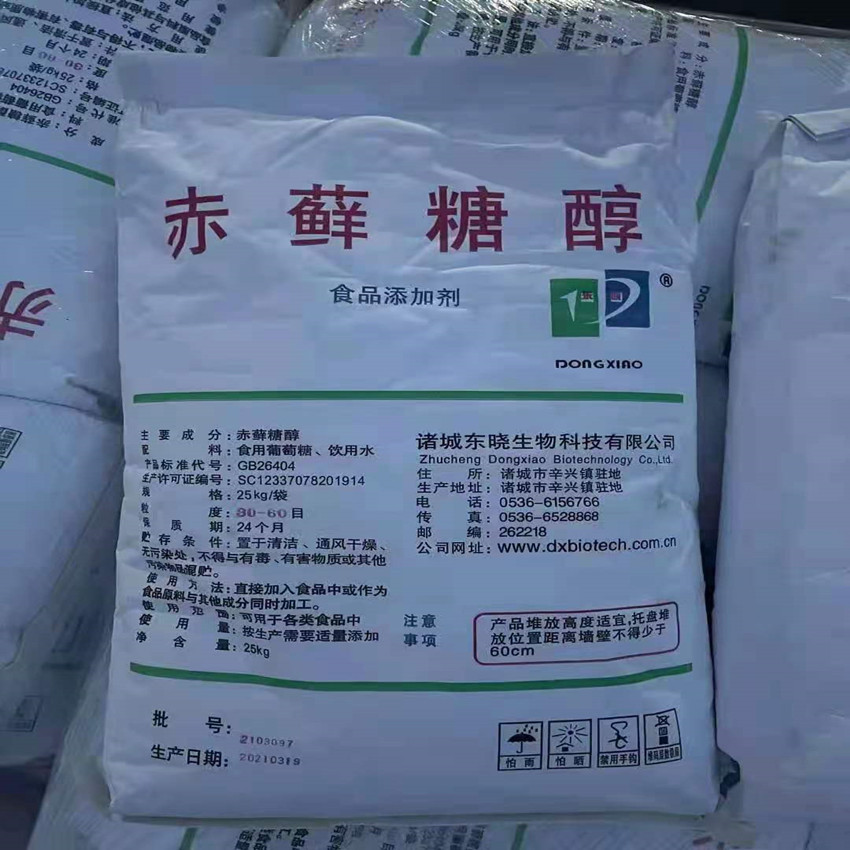 赤藓糖醇
食品添加剂
®
DONGXIAO
主要成分：赤藓糖醇
配料：食用葡萄糖、饮用水
产品标准代号：GB26404
生产许可证编号：SC12337078201914
规格：25kg/袋
粒度：30-60目
保质期：24个月
贮存条件：置于清洁、通风干燥、
无污染处，不得与有毒、有害物质或其他
污染物品混贮。
使用方法：直接加入食品中或作为
食品原料与其他成分同时加工。
使用范围：可用于各类食品中
使用量：按生产需要适量添加
净含量：25kg
诸城东晓生物科技有限公司
Zhucheng Dongxiao Biotechnology Co.,Ltd.
住所：诸城市辛兴镇驻地
生产地址：诸城市辛兴镇驻地
电话：0536-6156766
传真：0536-6528868
邮编：262218
公司网址：www.dxbiotech.com.cn
注意
事项
产品堆放高度适宜,托盘堆
放位置距离墙壁不得少于
60cm
批号：2103097
生产日期：20210319
怕雨
怕晒
禁用手钩